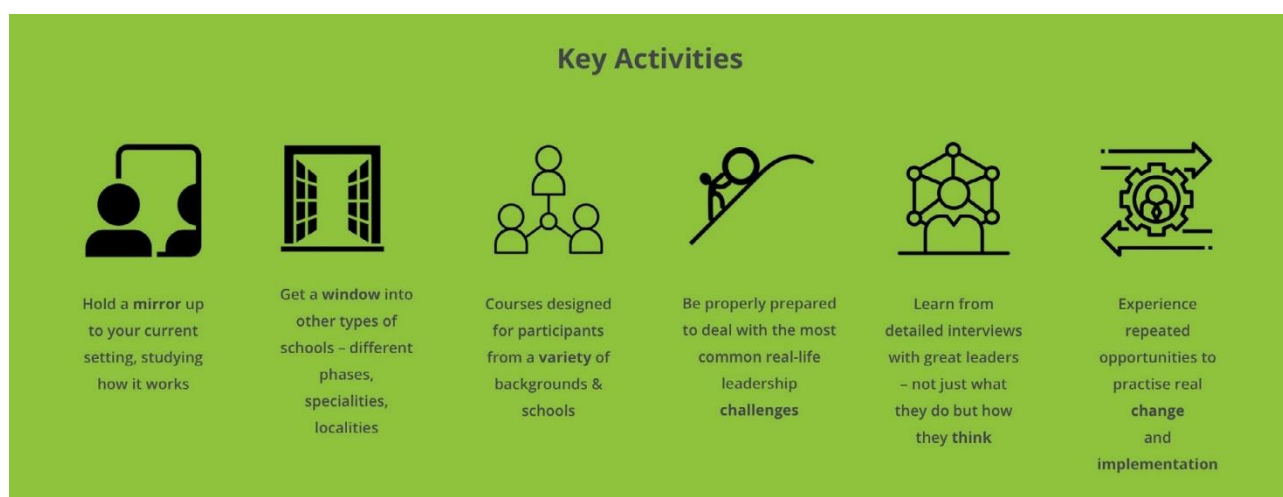 Key Activities
Hold a mirror up
to your current
setting, studying
how it works
Get a window into
other types of
schools – different
phases,
specialities,
localities
Courses designed
for participants
from a variety of
backgrounds &
schools
Be properly prepared
to deal with the most
common real-life
leadership
challenges
Learn from
detailed interviews
with great leaders
– not just what
they do but how
they think
Experience
repeated
opportunities to
practise real
change
and
implementation